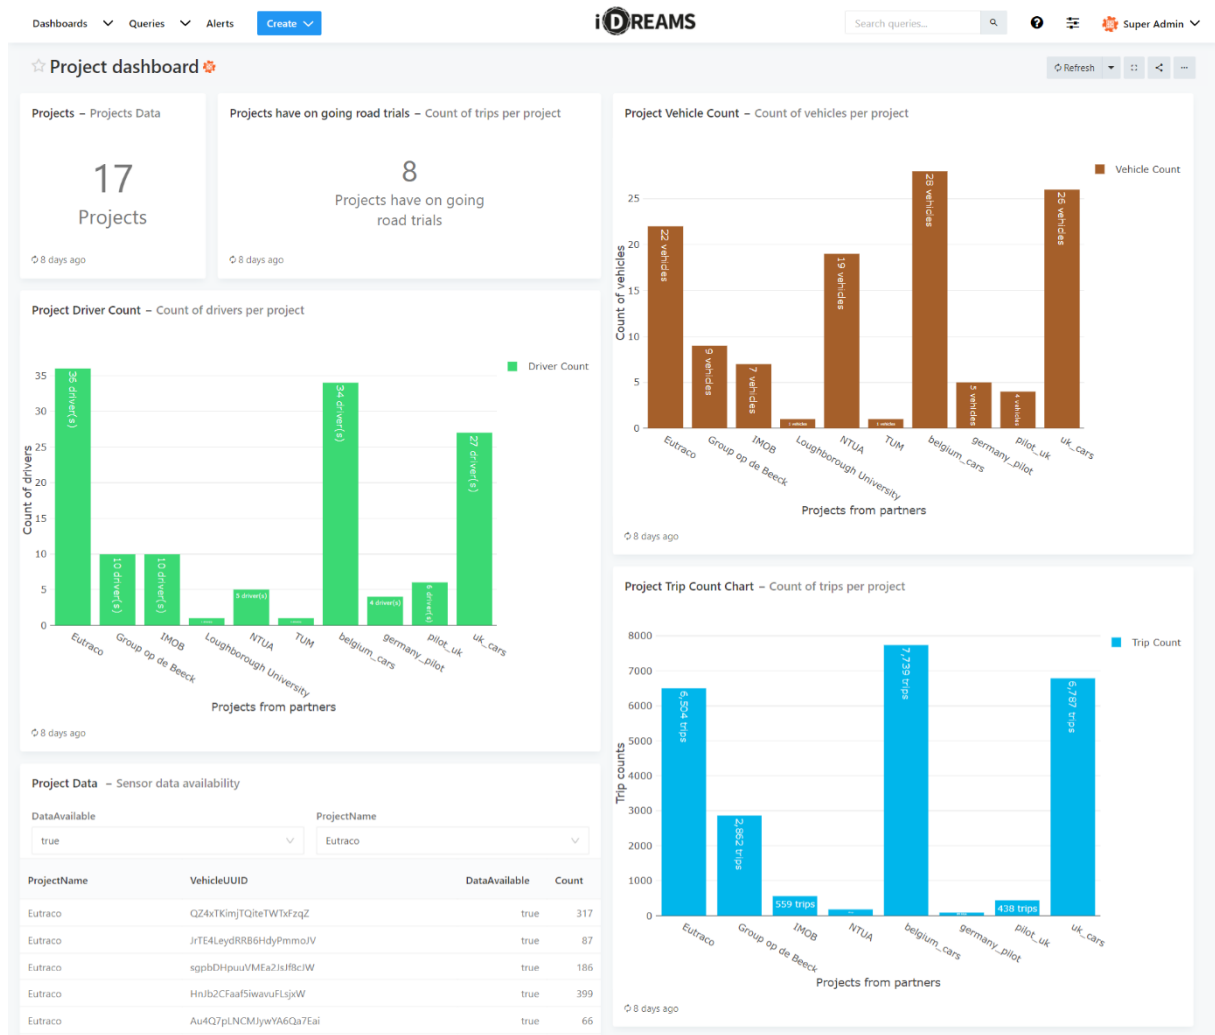 Dashboards Queries Alerts Create iDREAMS Search queries... Super Admin
Project dashboard
Refresh
Projects – Projects Data
17
Projects
8 days ago
Projects have on going road trials – Count of trips per project
8
Projects have on going
road trials
8 days ago
Project Vehicle Count – Count of vehicles per project
Vehicle Count
Count of vehicles
25
20
15
10
5
0
22 vehicles
9 vehicles
7 vehicles
19 vehicles
28 vehicles
5 vehicles
4 vehicles
26 vehicles
Eutraco
Group op de Beeck
IMOB
Loughborough University
NTUA
TUM
belgium_cars
germany_pilot
pilot_uk
uk_cars
Projects from partners
8 days ago
Project Driver Count – Count of drivers per project
Driver Count
Count of drivers
35
30
25
20
15
10
5
0
36 driver(s)
10 driver(s)
10 driver(s)
5 driver(s)
34 driver(s)
4 driver(s)
6 driver(s)
27 driver(s)
Eutraco
Group op de Beeck
IMOB
Loughborough University
NTUA
TUM
belgium_cars
germany_pilot
pilot_uk
uk_cars
Projects from partners
8 days ago
Project Trip Count Chart – Count of trips per project
Trip Count
Trip counts
8000
7000
6000
5000
4000
3000
2000
1000
0
6,504 trips
2,862 trips
559 trips
7,739 trips
438 trips
6,787 trips
Eutraco
Group op de Beeck
IMOB
NTUA
belgium_cars
germany_pilot
pilot_uk
uk_cars
Projects from partners
8 days ago
Project Data – Sensor data availability
DataAvailable ProjectName
true Eutraco
ProjectName VehicleUUID DataAvailable Count
Eutraco QZ4xTKimjTQiteTWTxFzqZ true 317
Eutraco JrTE4LeydRRB6HdyPmmoJV true 87
Eutraco sgpbDHpuuVMEa2JsJf8cJW true 186
Eutraco HnJb2CFaaf5iwavuFLsjxW true 399
Eutraco Au4Q7pLNCMJywYA6Qa7Eai true 66